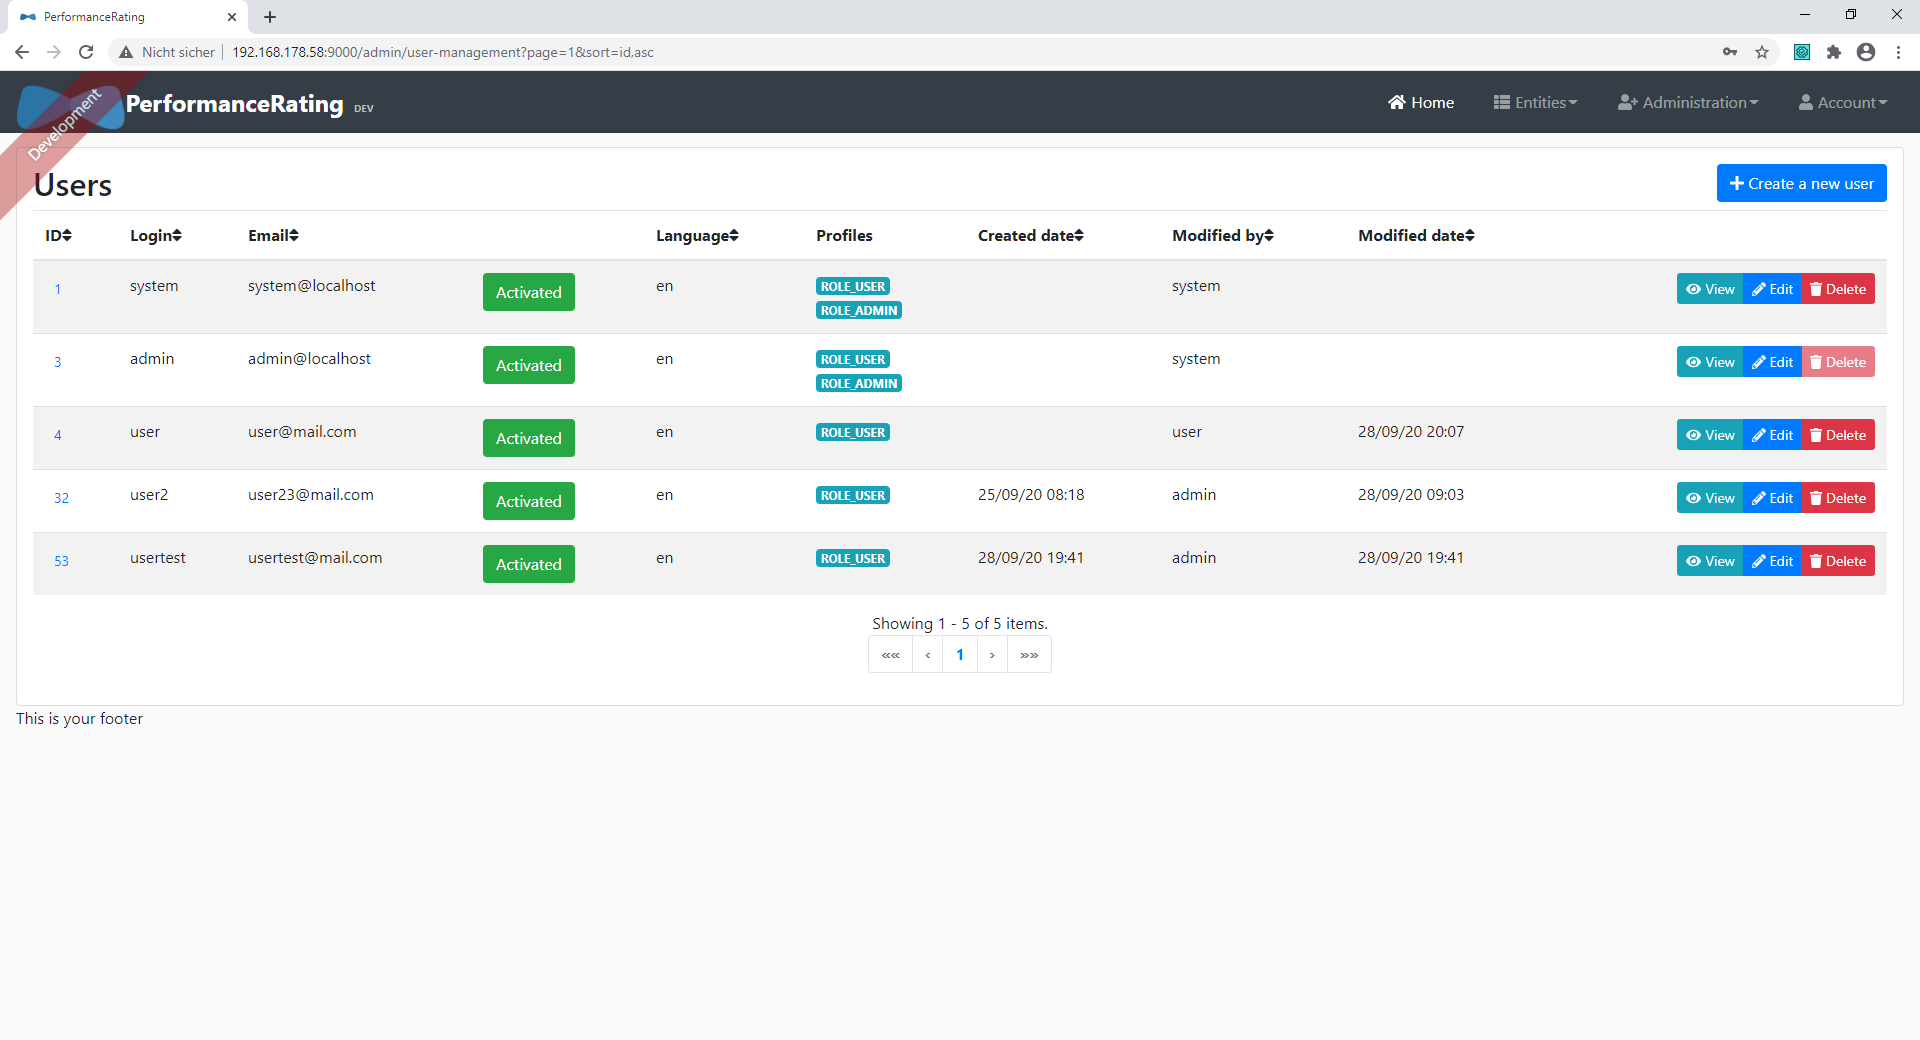 PerformanceRating
Nicht sicher 192.168.178.58:9000/admin/user-management?page=1&sort=id,asc
Development
PerformanceRating DEV Home Entities Administration Account
Users Create a new user
ID Login Email Language Profiles Created date Modified by Modified date
1 system system@localhost Activated en ROLE_USER system View Edit Delete
ROLE_ADMIN
3 admin admin@localhost Activated en ROLE_USER system View Edit Delete
ROLE_ADMIN
4 user user@mail.com Activated en ROLE_USER user 28/09/20 20:07 View Edit Delete
32 user2 user23@mail.com Activated en ROLE_USER 25/09/20 08:18 admin 28/09/20 09:03 View Edit Delete
53 usertest usertest@mail.com Activated en ROLE_USER 28/09/20 19:41 admin 28/09/20 19:41 View Edit Delete
Showing 1 - 5 of 5 items.
«« ‹ 1 › »»
This is your footer